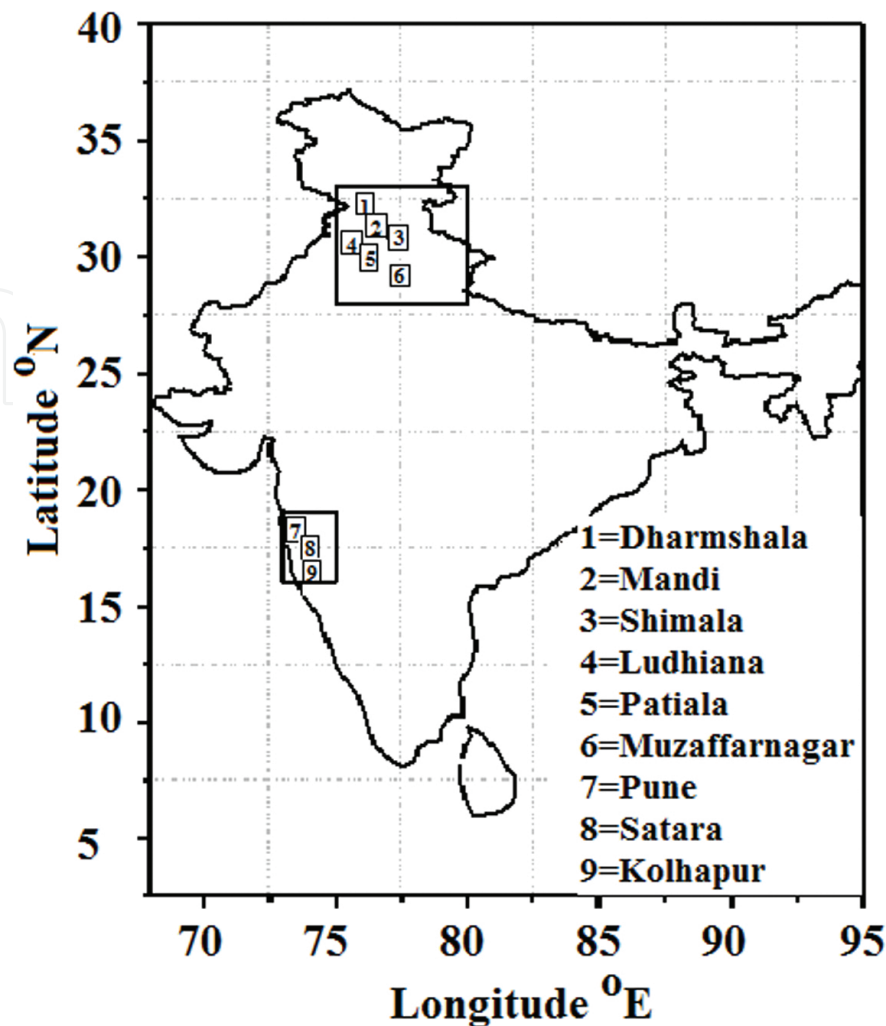 40
35
30
25
20
15
10
5
Latitude °N
1
2
3
4
5
6
7
8
9
1=Dharmshala
2=Mandi
3=Shimala
4=Ludhiana
5=Patiala
6=Muzaffarnagar
7=Pune
8=Satara
9=Kolhapur
70 75 80 85 90 95
Longitude °E